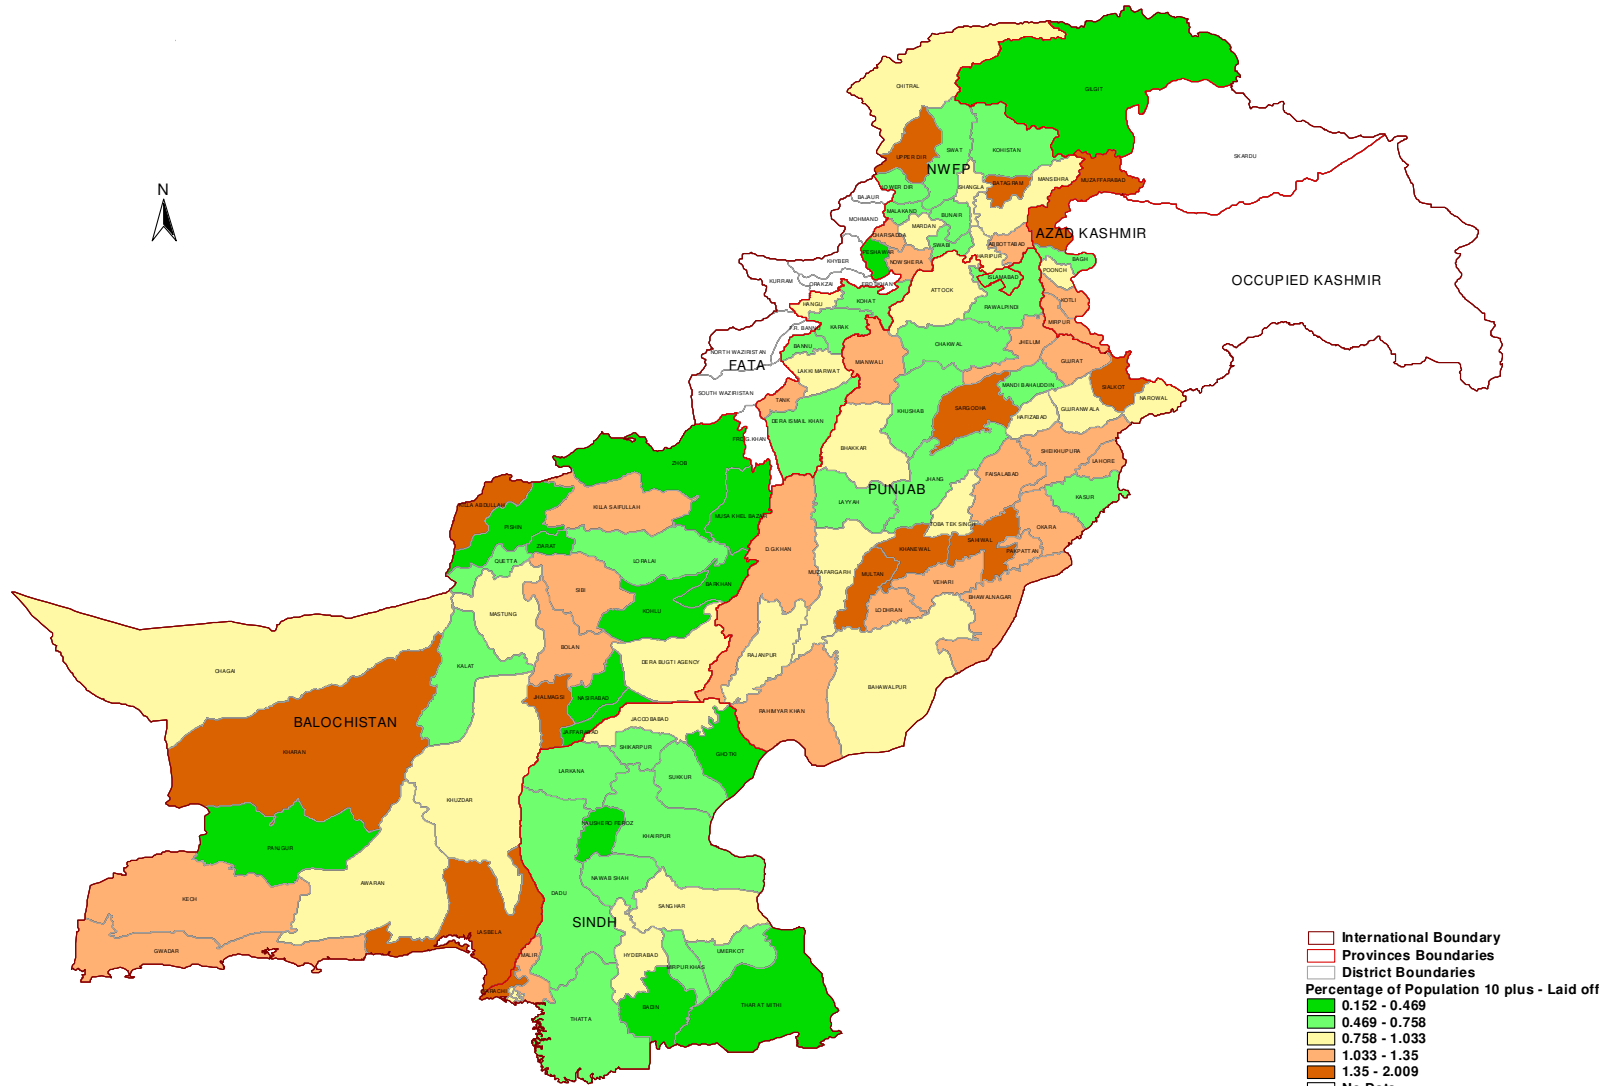 N
CHITRAL
GILGIT
UPPER DIR
SWAT
KOHISTAN
SKARDU
NWFP
LOWER DIR
SHANGLA
BATAGRAM
MANSEHRA
MUZAFFARABAD
BAJAUR
MALAKAND
BUNAIR
MOHMAND
MARDAN
CHARSADDA
SWABI
ABBOTTABAD
AZAD KASHMIR
PESHAWAR
NOWSHERA
HARIPUR
BAGH
KHYBER
POONCH
ISLAMABAD
KURRAM
ORAKZAI
ATTOCK
OCCUPIED KASHMIR
HANGU
KOHAT
RAWALPINDI
KOTLI
F.R. BANNU
KARAK
MIRPUR
BANNU
CHAKWAL
JHELUM
NORTH WAZIRISTAN
FATA
MIANWALI
GUJRAT
LAKKI MARWAT
SOUTH WAZIRISTAN
TANK
KHUSHAB
SARGODHA
MANDI BAHAUDDIN
SIALKOT
NAROWAL
DERA ISMAIL KHAN
HAFIZABAD
GUJRANWALA
FR D.G.KHAN
BHAKKAR
SHEIKHUPURA
ZHOB
LAHORE
FAISALABAD
JHANG
PUNJAB
LAYYAH
KASUR
KILLA ABDULLAH
KILLA SAIFULLAH
MUSA KHEL BAZAR
PISHIN
TOBA TEK SINGH
OKARA
ZIARAT
D.G.KHAN
KHANEWAL
SAHIWAL
PAKPATTAN
QUETTA
LORALAI
MUZAFARGARH
MULTAN
BARKHAN
VEHARI
SIBI
BHAWALNAGAR
MASTUNG
KOHLU
LODHRAN
BOLAN
RAJANPUR
DERA BUGTI AGENCY
KALAT
CHAGAI
BAHAWALPUR
JHALMAGSI
NASIRABAD
RAHIMYAR KHAN
BALOCHISTAN
JACOBABAD
JAFFARABAD
SHIKARPUR
GHOTKI
KHARAN
LARKANA
SUKKUR
KHUZDAR
NAUSHERO FEROZ
KHAIRPUR
PANJGUR
NAWAB SHAH
AWARAN
DADU
KECH
SANGHAR
SINDH
LASBELA
GWADAR
MALIR
HYDERABAD
UMERKOT
MIRPUR KHAS
KARACHI
BADIN
THARAT MITHI
THATTA
International Boundary
Provinces Boundaries
District Boundaries
Percentage of Population 10 plus - Laid off
0.152 - 0.469
0.469 - 0.758
0.758 - 1.033
1.033 - 1.35
1.35 - 2.009